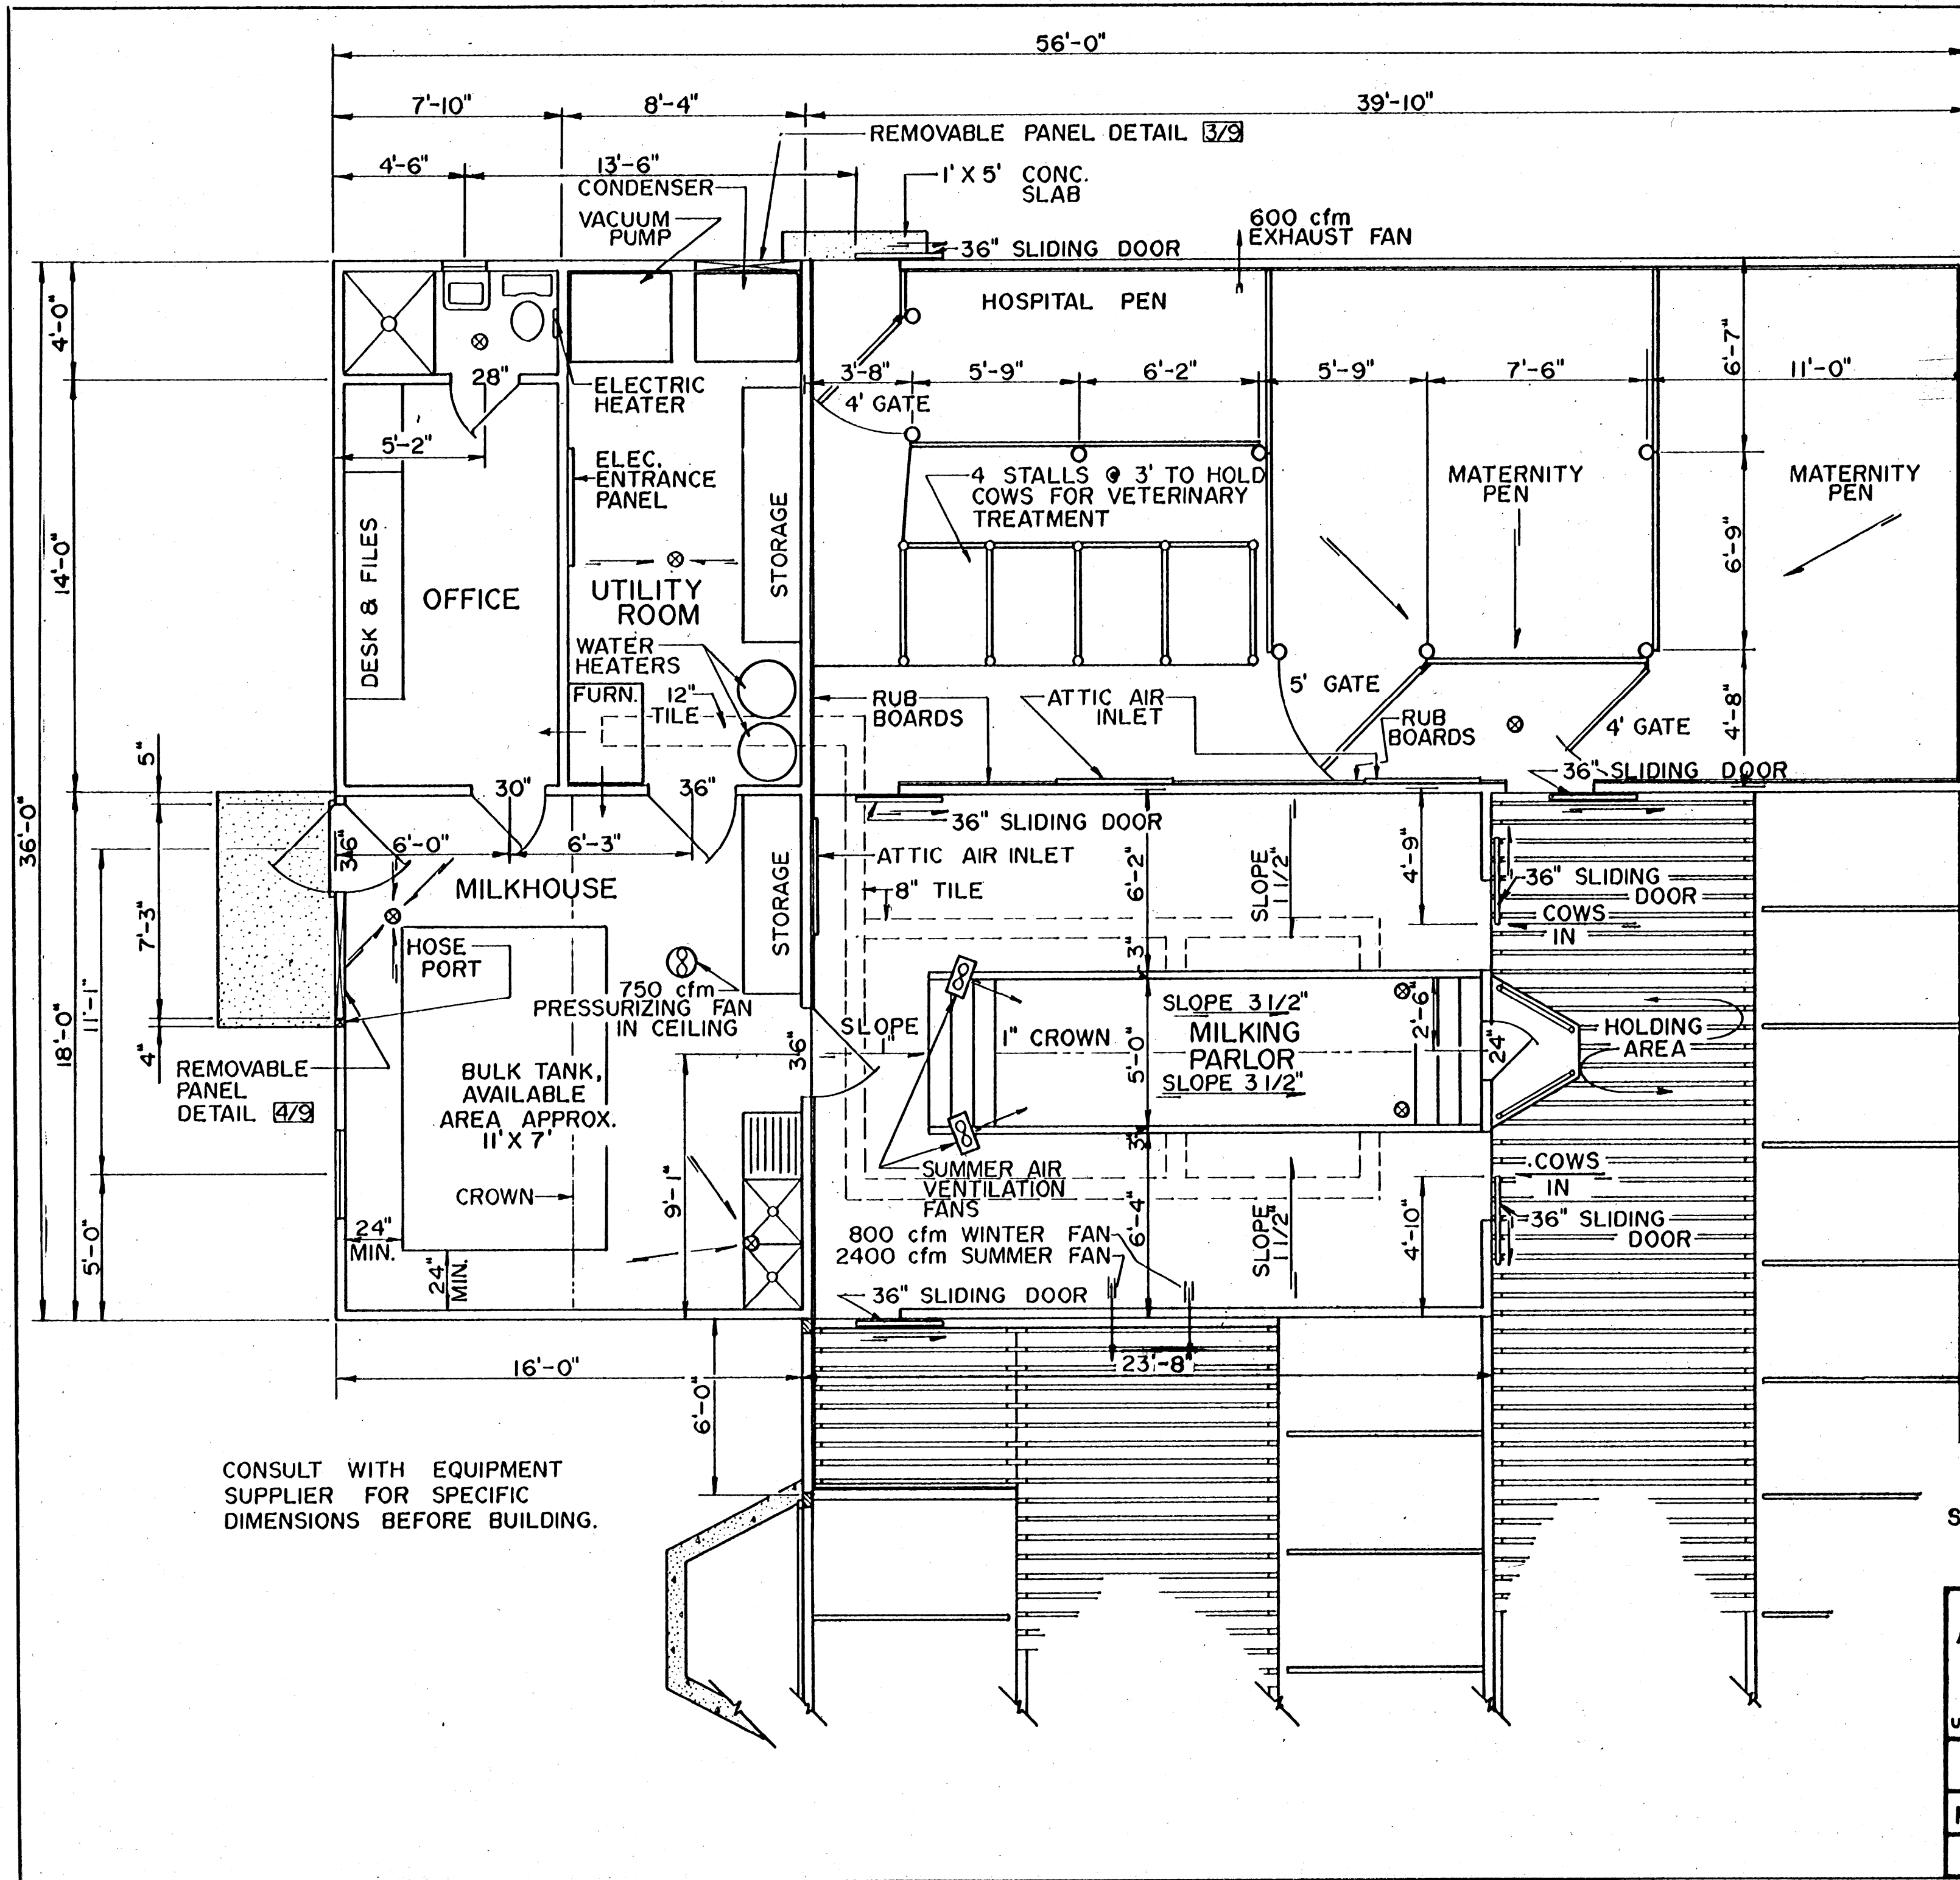 56'-0"
7'-10"
8'-4"
39'-10"
REMOVABLE PANEL DETAIL 3/9
4'-6"
13'-6"
CONDENSER
1' X 5' CONC.
SLAB
VACUUM
PUMP
600 cfm
EXHAUST FAN
36" SLIDING DOOR
HOSPITAL PEN
4'-0"
28"
ELECTRIC
HEATER
3'-8"
5'-9"
6'-2"
5'-9"
7'-6"
6'-7"
11'-0"
4' GATE
5'-2"
ELEC.
ENTRANCE
PANEL
4 STALLS @ 3' TO HOLD
COWS FOR VETERINARY
TREATMENT
MATERNITY
PEN
MATERNITY
PEN
STORAGE
6'-9"
14'-0"
DESK & FILES
OFFICE
UTILITY
ROOM
WATER
HEATERS
FURN.
12"
TILE
RUB
BOARDS
ATTIC AIR
INLET
5' GATE
RUB
BOARDS
4' GATE
4'-8"
5"
36" SLIDING DOOR
30"
36"
36'-0"
36" SLIDING DOOR
36"
6'-0"
6'-3"
ATTIC AIR INLET
6'-2"
SLOPE
1 1/2"
4'-9"
36" SLIDING
DOOR
MILKHOUSE
8" TILE
COWS
IN
7'-3"
STORAGE
HOSE
PORT
3"
750 cfm
PRESSURIZING FAN
IN CEILING
11'-1"
18'-0"
SLOPE
1"
36"
1" CROWN
SLOPE 3 1/2"
MILKING
PARLOR
SLOPE 3 1/2"
5'-0"
2'-6"
24"
HOLDING
AREA
4"
REMOVABLE
PANEL
DETAIL 4/9
BULK TANK,
AVAILABLE
AREA APPROX.
11' X 7'
3"
CROWN
9'-1"
SUMMER AIR
VENTILATION
FANS
COWS
IN
36" SLIDING
DOOR
24"
MIN.
5'-0"
24"
MIN.
800 cfm WINTER FAN
2400 cfm SUMMER FAN
6'-4"
SLOPE
1 1/2"
4'-10"
36" SLIDING DOOR
16'-0"
23'-8"
6'-0"
CONSULT WITH EQUIPMENT
SUPPLIER FOR SPECIFIC
DIMENSIONS BEFORE BUILDING.
S